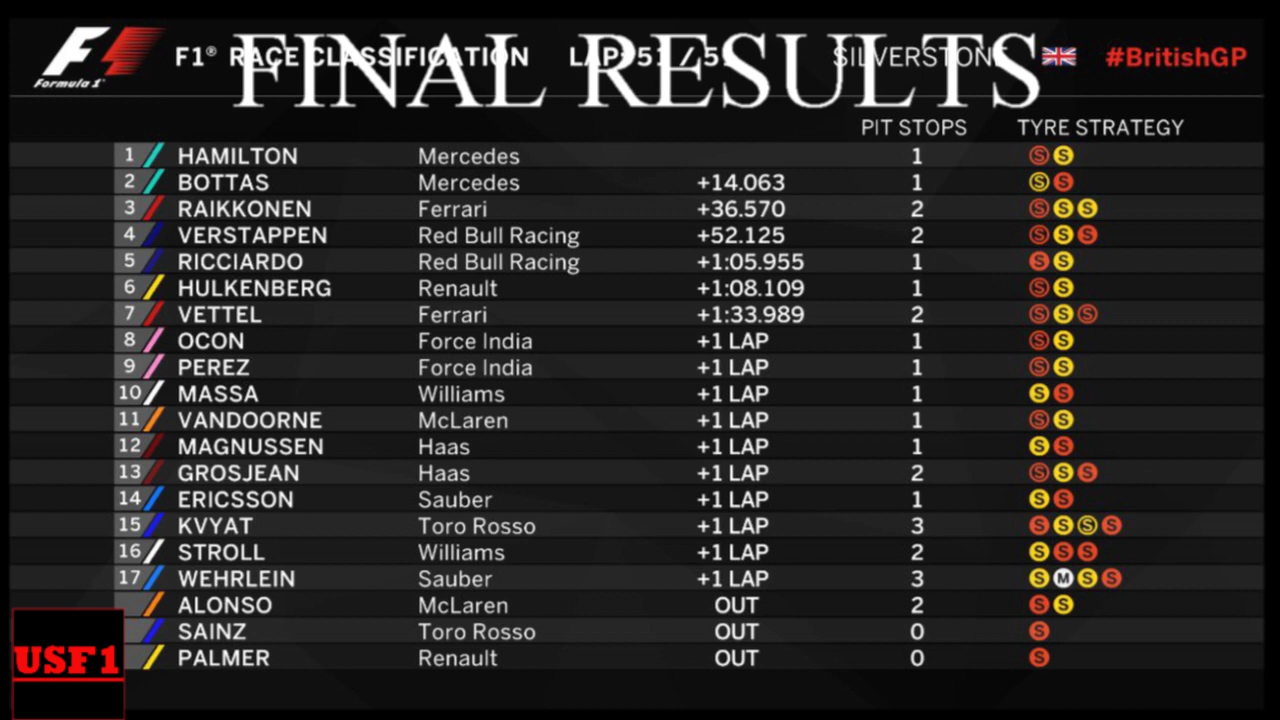 F1® RACE CLASSIFICATION LAP 51 / 51 SILVERSTONE #BritishGP
FINAL RESULTS
Formula 1
PIT STOPS TYRE STRATEGY
1 HAMILTON Mercedes 1 S S
2 BOTTAS Mercedes +14.063 1 S S
3 RAIKKONEN Ferrari +36.570 2 S S S
4 VERSTAPPEN Red Bull Racing +52.125 2 S S S
5 RICCIARDO Red Bull Racing +1:05.955 1 S S
6 HULKENBERG Renault +1:08.109 1 S S
7 VETTEL Ferrari +1:33.989 2 S S S
8 OCON Force India +1 LAP 1 S S
9 PEREZ Force India +1 LAP 1 S S
10 MASSA Williams +1 LAP 1 S S
11 VANDOORNE McLaren +1 LAP 1 S S
12 MAGNUSSEN Haas +1 LAP 1 S S
13 GROSJEAN Haas +1 LAP 2 S S S
14 ERICSSON Sauber +1 LAP 1 S S
15 KVYAT Toro Rosso +1 LAP 3 S S S S
16 STROLL Williams +1 LAP 2 S S S
17 WEHRLEIN Sauber +1 LAP 3 S M S S
ALONSO McLaren OUT 2 S S
SAINZ Toro Rosso OUT 0 S
PALMER Renault OUT 0 S
USF1